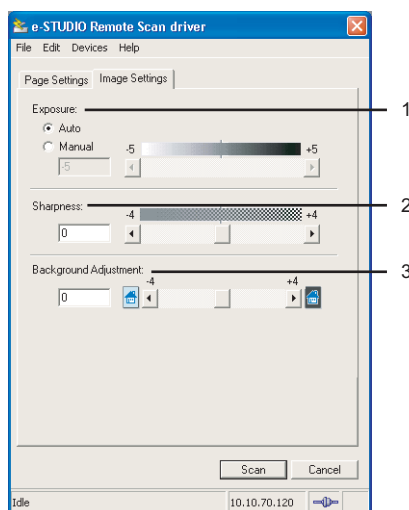 e-STUDIO Remote Scan driver
File Edit Devices Help
Page Settings Image Settings
Exposure: 1
Auto
Manual -5 +5
-5
Sharpness: 2
-4 +4
0
Background Adjustment: 3
-4 +4
0
Scan Cancel
Idle 10.10.70.120